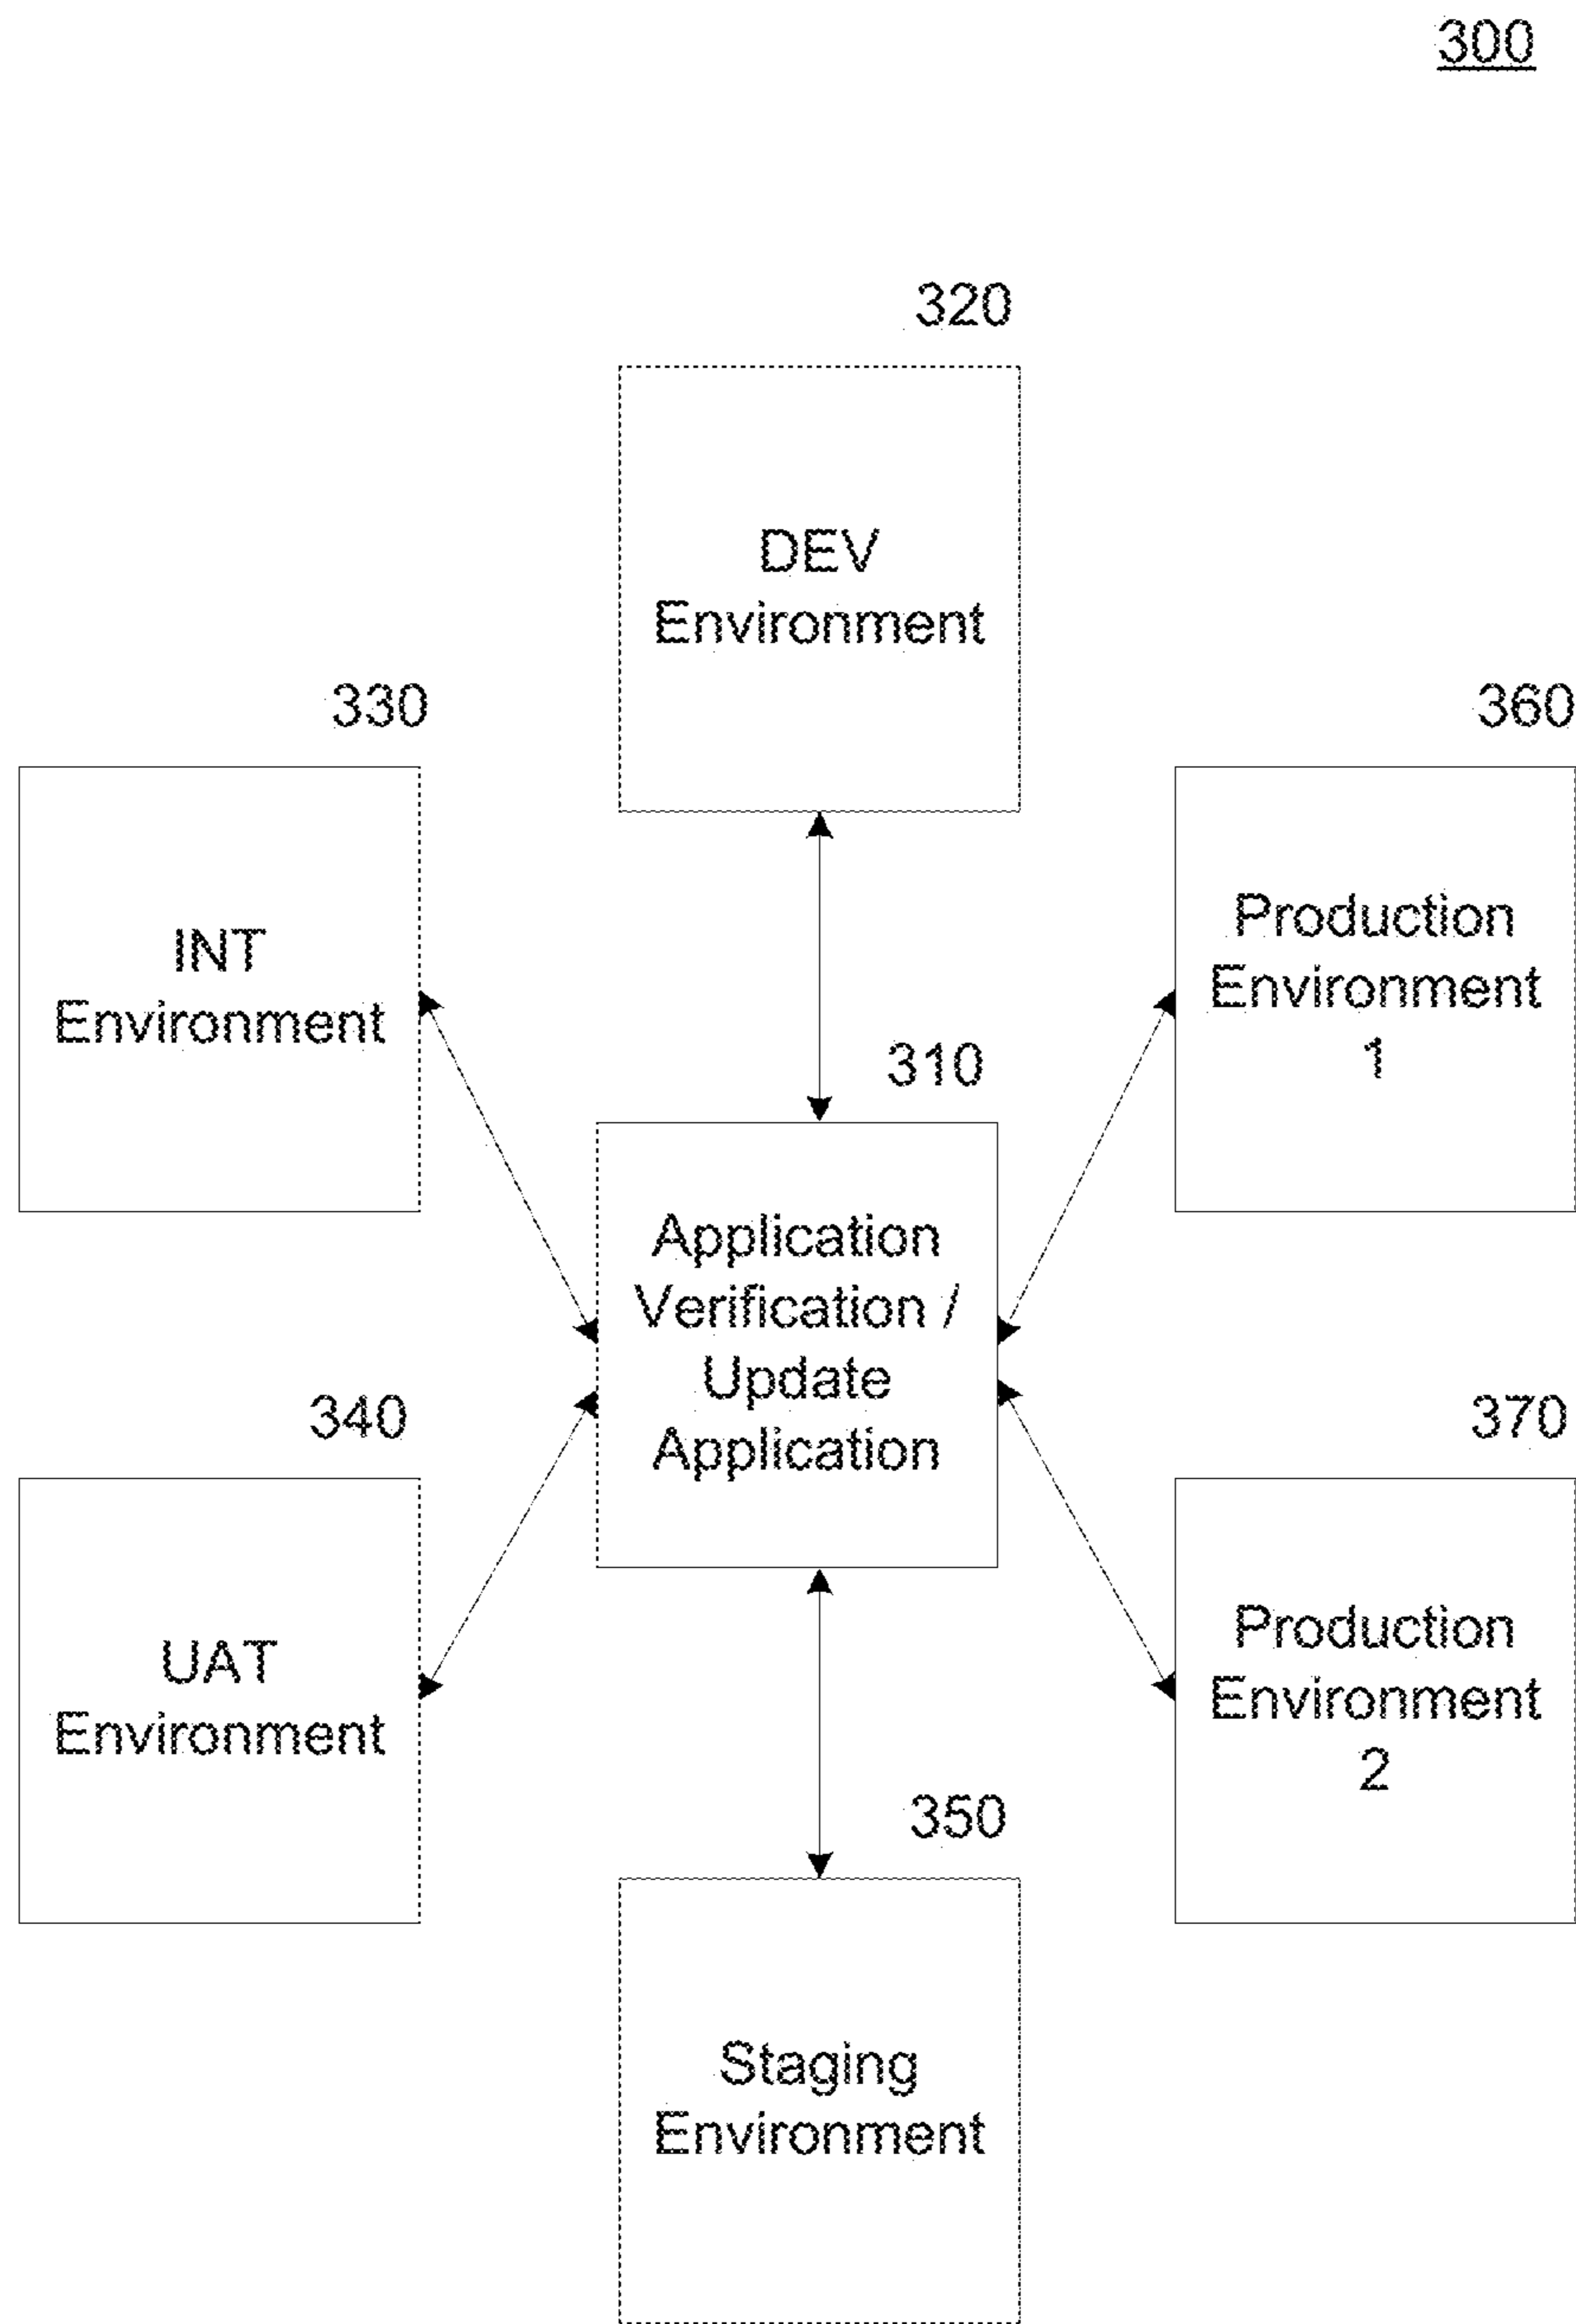 300
320
DEV
Environment
330
INT
Environment
360
Production
Environment
1
310
Application
Verification /
Update
Application
340
UAT
Environment
370
Production
Environment
2
350
Staging
Environment